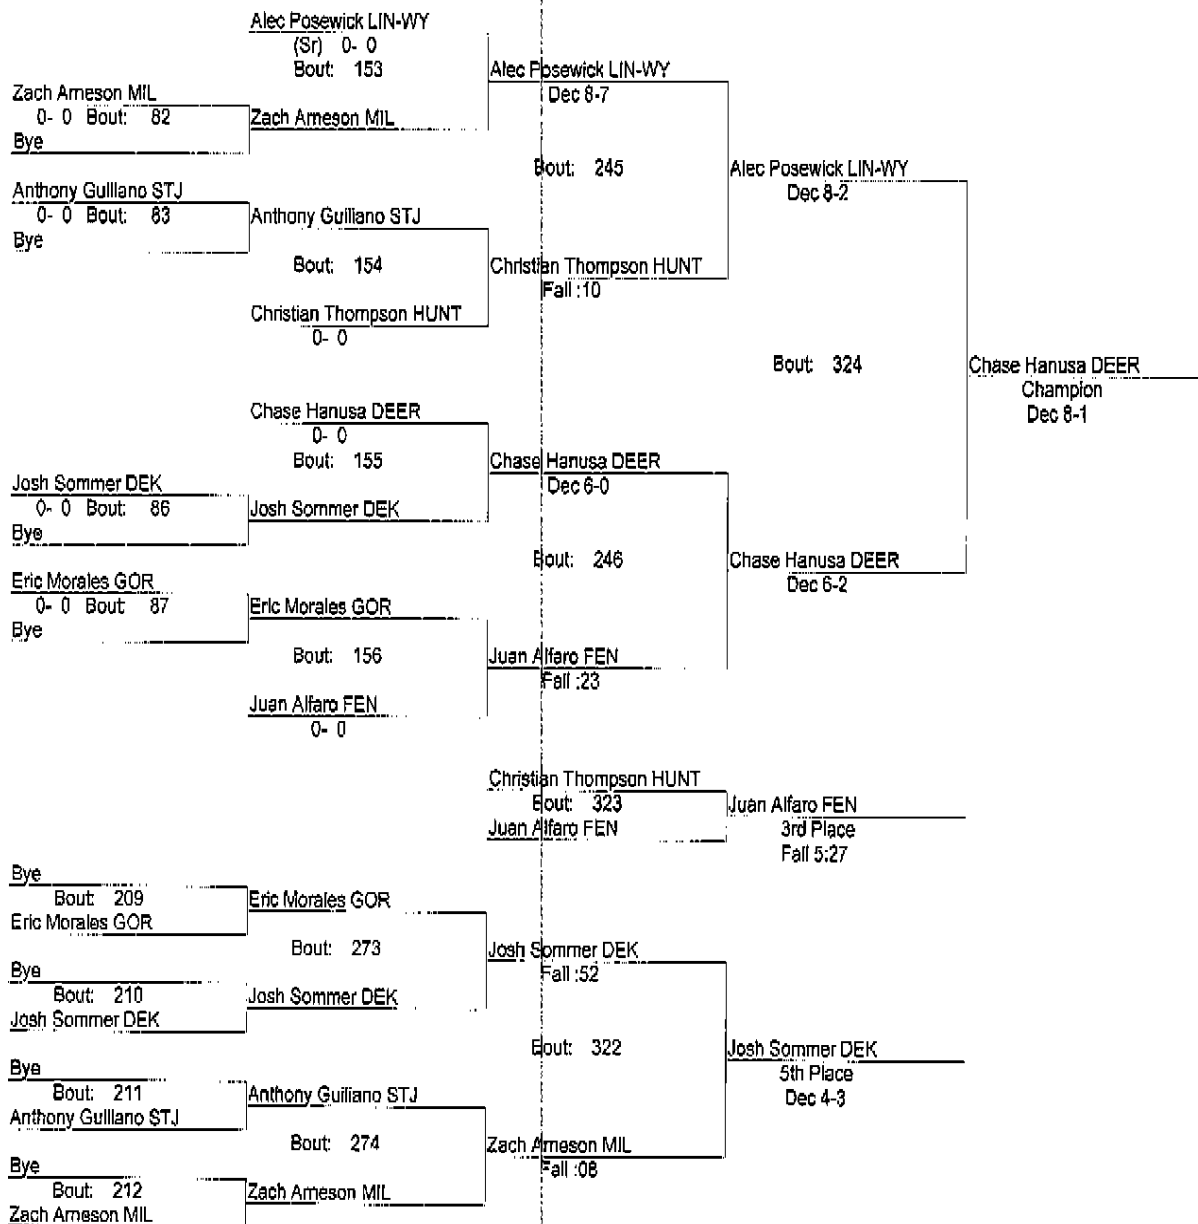 Alec Posewick LIN-WY
(Sr) 0- 0
Bout: 153
Alec Posewick LIN-WY
Dec 8-7
Zach Arneson MIL
0- 0 Bout: 82
Zach Arneson MIL
Bye
Bout: 245
Alec Posewick LIN-WY
Dec 8-2
Anthony Guiliano STJ
0- 0 Bout: 83
Anthony Guiliano STJ
Bye
Bout: 154
Christian Thompson HUNT
Fall :10
Christian Thompson HUNT
0- 0
Bout: 324
Chase Hanusa DEER
Champion
Dec 8-1
Chase Hanusa DEER
0- 0
Bout: 155
Chase Hanusa DEER
Dec 6-0
Josh Sommer DEK
0- 0 Bout: 86
Josh Sommer DEK
Bye
Bout: 246
Chase Hanusa DEER
Dec 6-2
Eric Morales GOR
0- 0 Bout 87
Eric Morales GOR
Bye
Bout: 156
Juan Alfaro FEN
Fall :23
Juan Alfaro FEN
0- 0
Christian Thompson HUNT
Bout: 323
Juan Alfaro FEN
Juan Alfaro FEN
3rd Place
Fall 5:27
Bye
Bout: 209
Eric Morales GOR
Eric Morales GOR
Bout: 273
Josh Sommer DEK
Fall :52
Bye
Bout: 210
Josh Sommer DEK
Josh Sommer DEK
Bout: 322
Josh Sommer DEK
5th Place
Dec 4-3
Bye
Bout: 211
Anthony Guiliano STJ
Anthony Guiliano STJ
Bout: 274
Zach Arneson MIL
Fall :08
Bye
Bout: 212
Zach Arneson MIL
Zach Arneson MIL